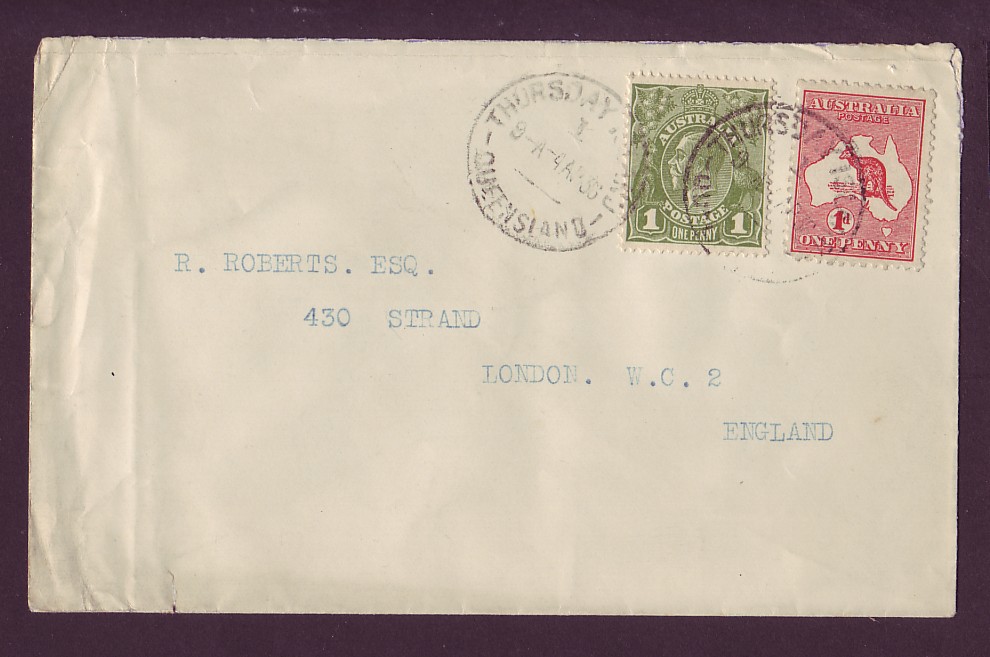 THURSDAY
QUEENSLAND
AUSTRALIA
POSTAGE
1 1
ONE PENNY
AUSTRALIA
POSTAGE
1d
ONE PENNY
R. ROBERTS. ESQ.
430 STRAND
LONDON. W.C. 2
ENGLAND